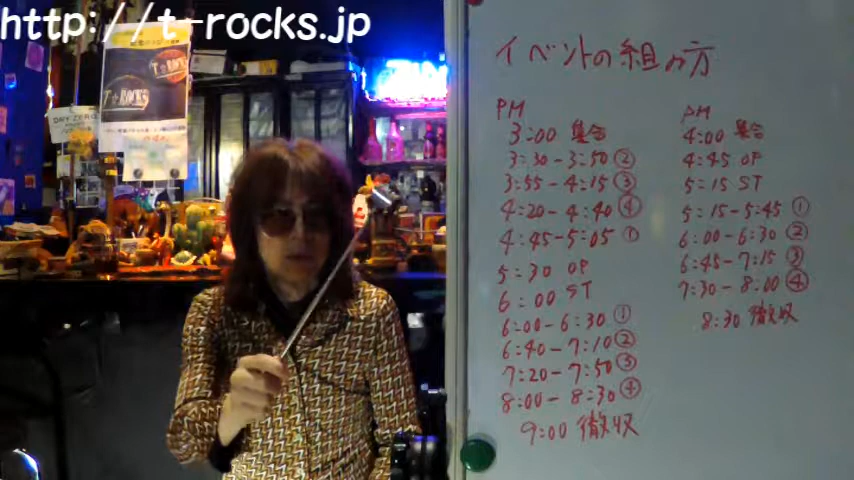 http://t-rocks.jp
T☆ROCKS
T☆ROCKS
DRY ZERO
イベントの組み方
PM
3:00 集合
3:30-3:50 ②
3:55-4:15 ③
4:20-4:40 ④
4:45-5:05 ①
5:30 OP
6:00 ST
6:00-6:30 ①
6:40-7:10 ②
7:20-7:50 ③
8:00-8:30 ④
9:00 撤収
PM
4:00 集合
4:45 OP
5:15 ST
5:15-5:45 ①
6:00-6:30 ②
6:45-7:15 ③
7:30-8:00 ④
8:30 撤収